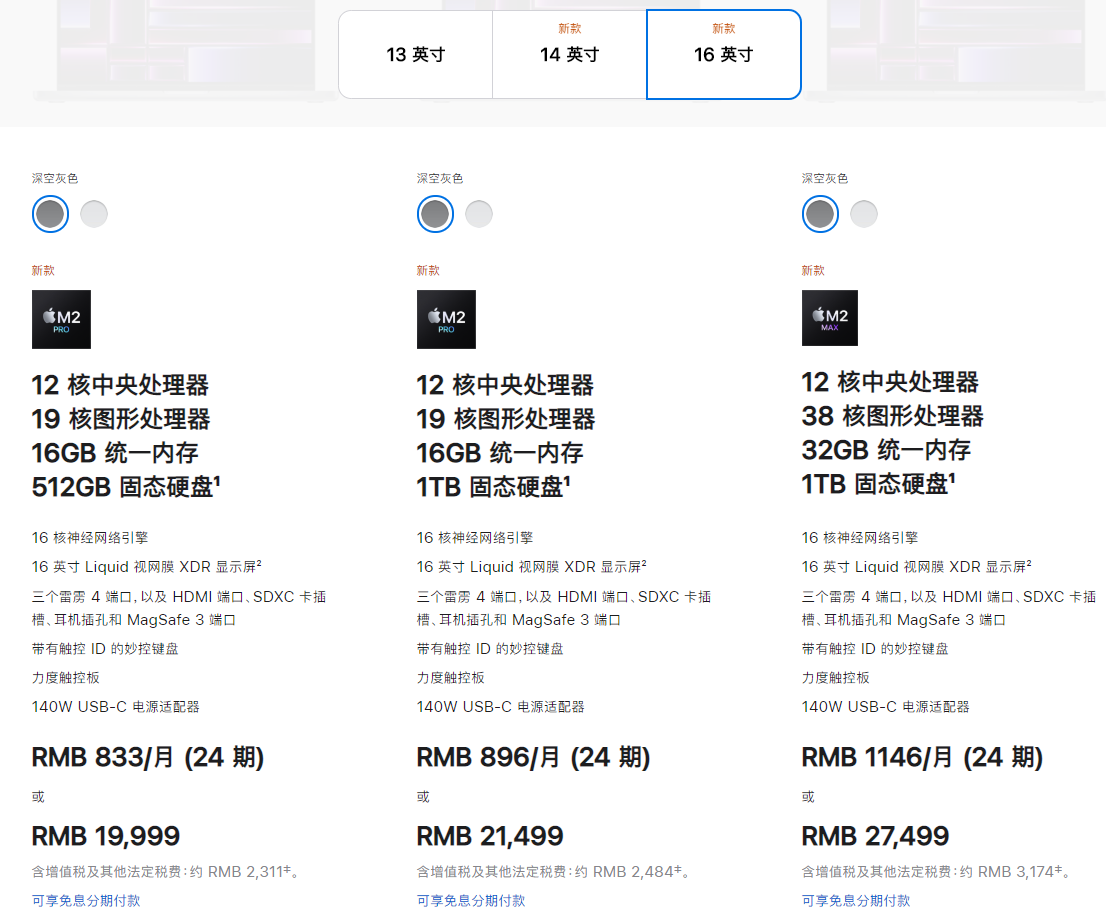 13 英寸
新款
14 英寸
新款
16 英寸
深空灰色
新款
M2
PRO
12 核中央处理器
19 核图形处理器
16GB 统一内存
512GB 固态硬盘¹
16 核神经网络引擎
16 英寸 Liquid 视网膜 XDR 显示屏²
三个雷雳 4 端口，以及 HDMI 端口、SDXC 卡插
槽、耳机插孔和 MagSafe 3 端口
带有触控 ID 的妙控键盘
力度触控板
140W USB-C 电源适配器
RMB 833/月 (24 期)
或
RMB 19,999
含增值税及其他法定税费：约 RMB 2,311‡。
可享免息分期付款
深空灰色
新款
M2
PRO
12 核中央处理器
19 核图形处理器
16GB 统一内存
1TB 固态硬盘¹
16 核神经网络引擎
16 英寸 Liquid 视网膜 XDR 显示屏²
三个雷雳 4 端口，以及 HDMI 端口、SDXC 卡插
槽、耳机插孔和 MagSafe 3 端口
带有触控 ID 的妙控键盘
力度触控板
140W USB-C 电源适配器
RMB 896/月 (24 期)
或
RMB 21,499
含增值税及其他法定税费：约 RMB 2,484‡。
可享免息分期付款
深空灰色
新款
M2
MAX
12 核中央处理器
38 核图形处理器
32GB 统一内存
1TB 固态硬盘¹
16 核神经网络引擎
16 英寸 Liquid 视网膜 XDR 显示屏²
三个雷雳 4 端口，以及 HDMI 端口、SDXC 卡插
槽、耳机插孔和 MagSafe 3 端口
带有触控 ID 的妙控键盘
力度触控板
140W USB-C 电源适配器
RMB 1146/月 (24 期)
或
RMB 27,499
含增值税及其他法定税费：约 RMB 3,174‡。
可享免息分期付款